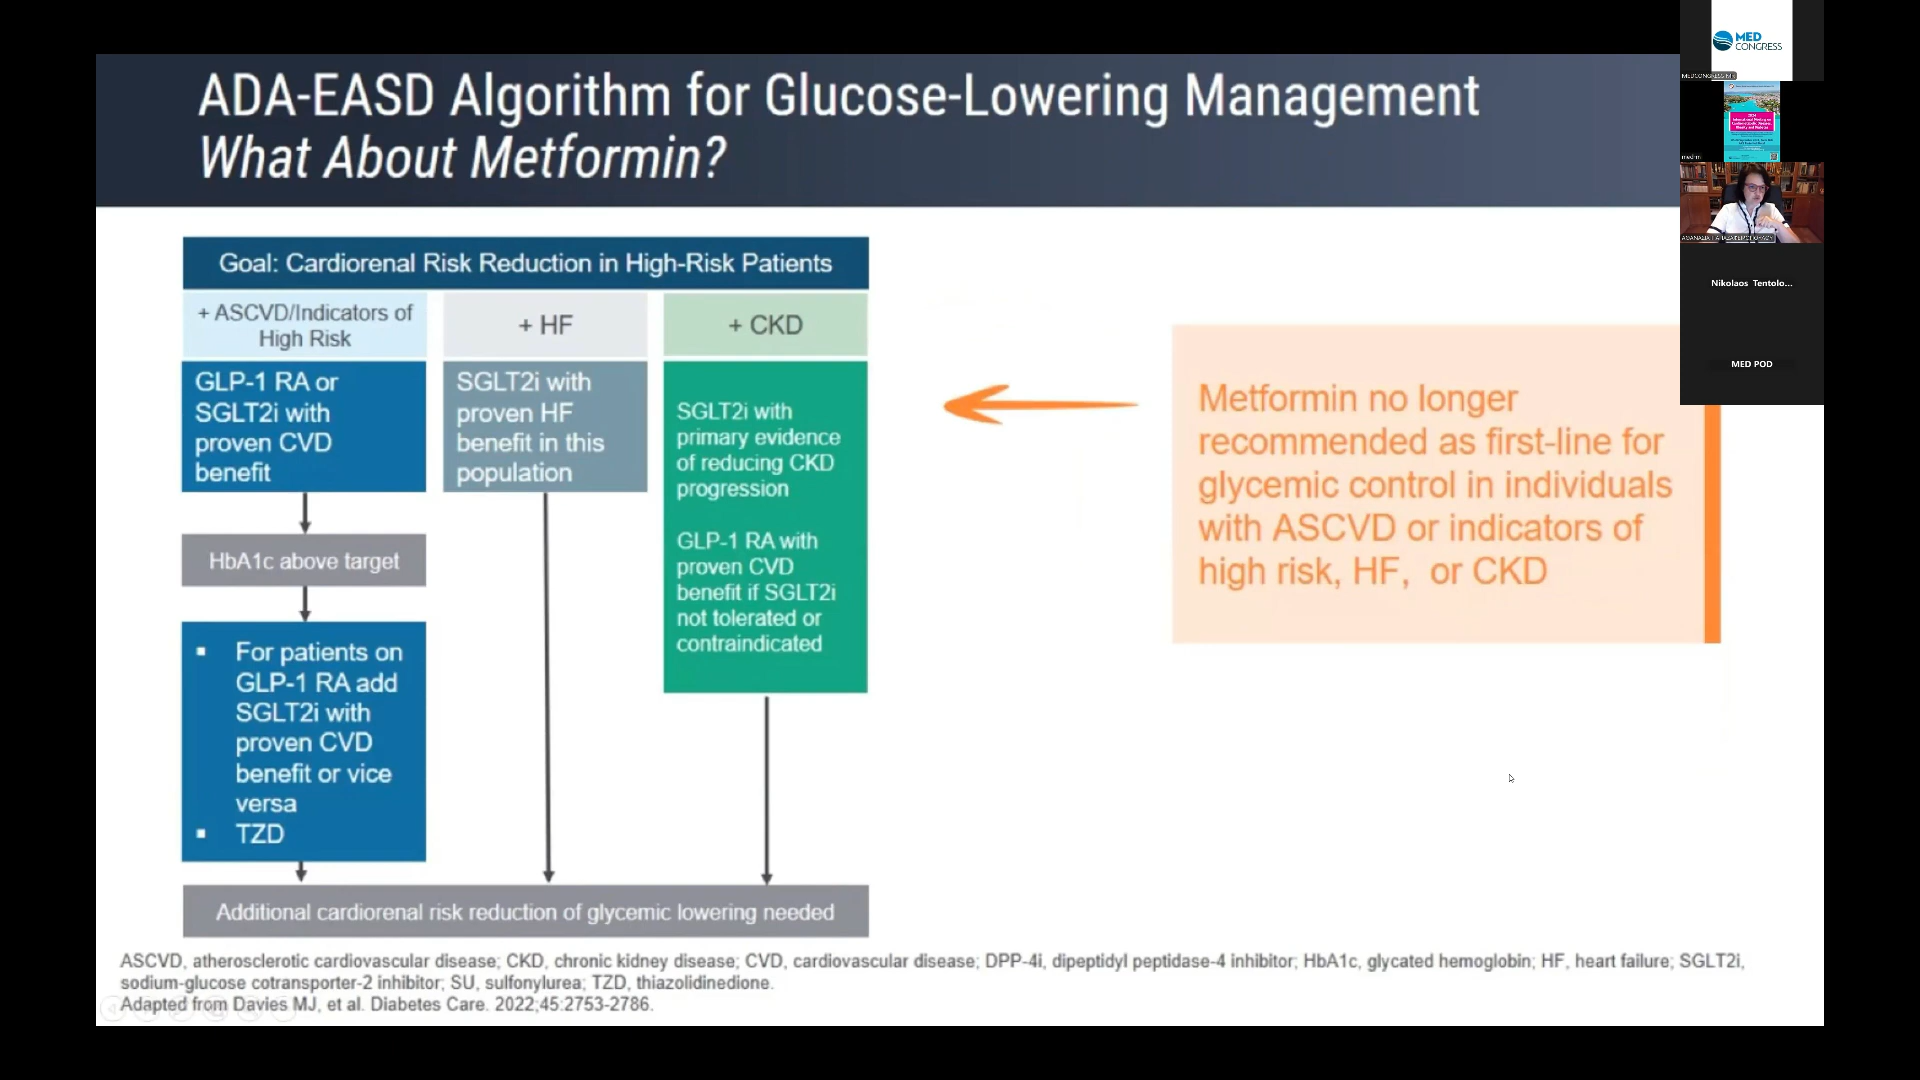 ADA-EASD Algorithm for Glucose-Lowering Management
What About Metformin?
Goal: Cardiorenal Risk Reduction in High-Risk Patients
+ ASCVD/Indicators of
High Risk
GLP-1 RA or
SGLT2i with
proven CVD
benefit
HbA1c above target
▪ For patients on
GLP-1 RA add
SGLT2i with
proven CVD
benefit or vice
versa
▪ TZD
+ HF
SGLT2i with
proven HF
benefit in this
population
+ CKD
SGLT2i with
primary evidence
of reducing CKD
progression
GLP-1 RA with
proven CVD
benefit if SGLT2i
not tolerated or
contraindicated
Additional cardiorenal risk reduction of glycemic lowering needed
Metformin no longer
recommended as first-line for
glycemic control in individuals
with ASCVD or indicators of
high risk, HF, or CKD
ASCVD, atherosclerotic cardiovascular disease; CKD, chronic kidney disease; CVD, cardiovascular disease; DPP-4i, dipeptidyl peptidase-4 inhibitor; HbA1c, glycated hemoglobin; HF, heart failure; SGLT2i,
sodium-glucose cotransporter-2 inhibitor; SU, sulfonylurea; TZD, thiazolidinedione.
Adapted from Davies MJ, et al. Diabetes Care. 2022;45:2753-2786.
MED
CONGRESS
Nikolaos Tentolo...
MED POD